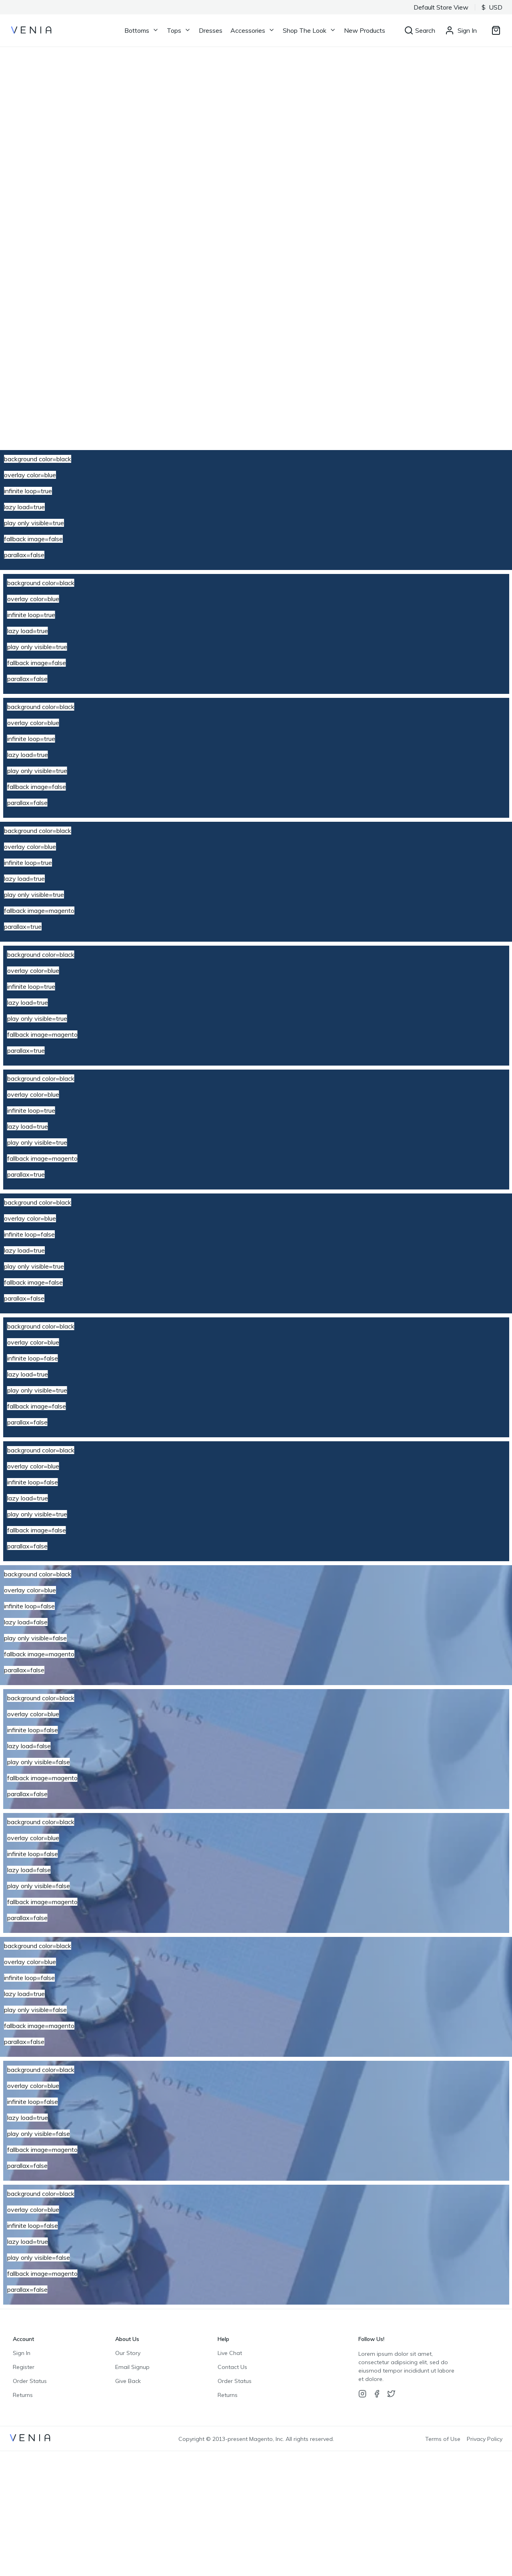 Default Store View $ USD
VENIA Bottoms Tops Dresses Accessories Shop The Look New Products Search Sign In
background color=black
overlay color=blue
infinite loop=true
lazy load=true
play only visible=true
fallback image=false
parallax=false
background color=black
overlay color=blue
infinite loop=true
lazy load=true
play only visible=true
fallback image=false
parallax=false
background color=black
overlay color=blue
infinite loop=true
lazy load=true
play only visible=true
fallback image=false
parallax=false
background color=black
overlay color=blue
infinite loop=true
lazy load=true
play only visible=true
fallback image=magento
parallax=true
background color=black
overlay color=blue
infinite loop=true
lazy load=true
play only visible=true
fallback image=magento
parallax=true
background color=black
overlay color=blue
infinite loop=true
lazy load=true
play only visible=true
fallback image=magento
parallax=true
background color=black
overlay color=blue
infinite loop=false
lazy load=true
play only visible=true
fallback image=false
parallax=false
background color=black
overlay color=blue
infinite loop=false
lazy load=true
play only visible=true
fallback image=false
parallax=false
background color=black
overlay color=blue
infinite loop=false
lazy load=true
play only visible=true
fallback image=false
parallax=false
background color=black
overlay color=blue
infinite loop=false
lazy load=false
play only visible=false
fallback image=magento
parallax=false
NOTES
background color=black
overlay color=blue
infinite loop=false
lazy load=false
play only visible=false
fallback image=magento
parallax=false
NOTES
background color=black
overlay color=blue
infinite loop=false
lazy load=false
play only visible=false
fallback image=magento
parallax=false
NOTES
background color=black
overlay color=blue
infinite loop=false
lazy load=true
play only visible=false
fallback image=magento
parallax=false
NOTES
background color=black
overlay color=blue
infinite loop=false
lazy load=true
play only visible=false
fallback image=magento
parallax=false
NOTES
background color=black
overlay color=blue
infinite loop=false
lazy load=true
play only visible=false
fallback image=magento
parallax=false
NOTES
Account
Sign In
Register
Order Status
Returns
About Us
Our Story
Email Signup
Give Back
Help
Live Chat
Contact Us
Order Status
Returns
Follow Us!
Lorem ipsum dolor sit amet,
consectetur adipsicing elit, sed do
eiusmod tempor incididunt ut labore
et dolore.
VENIA Copyright © 2013-present Magento, Inc. All rights reserved. Terms of Use Privacy Policy